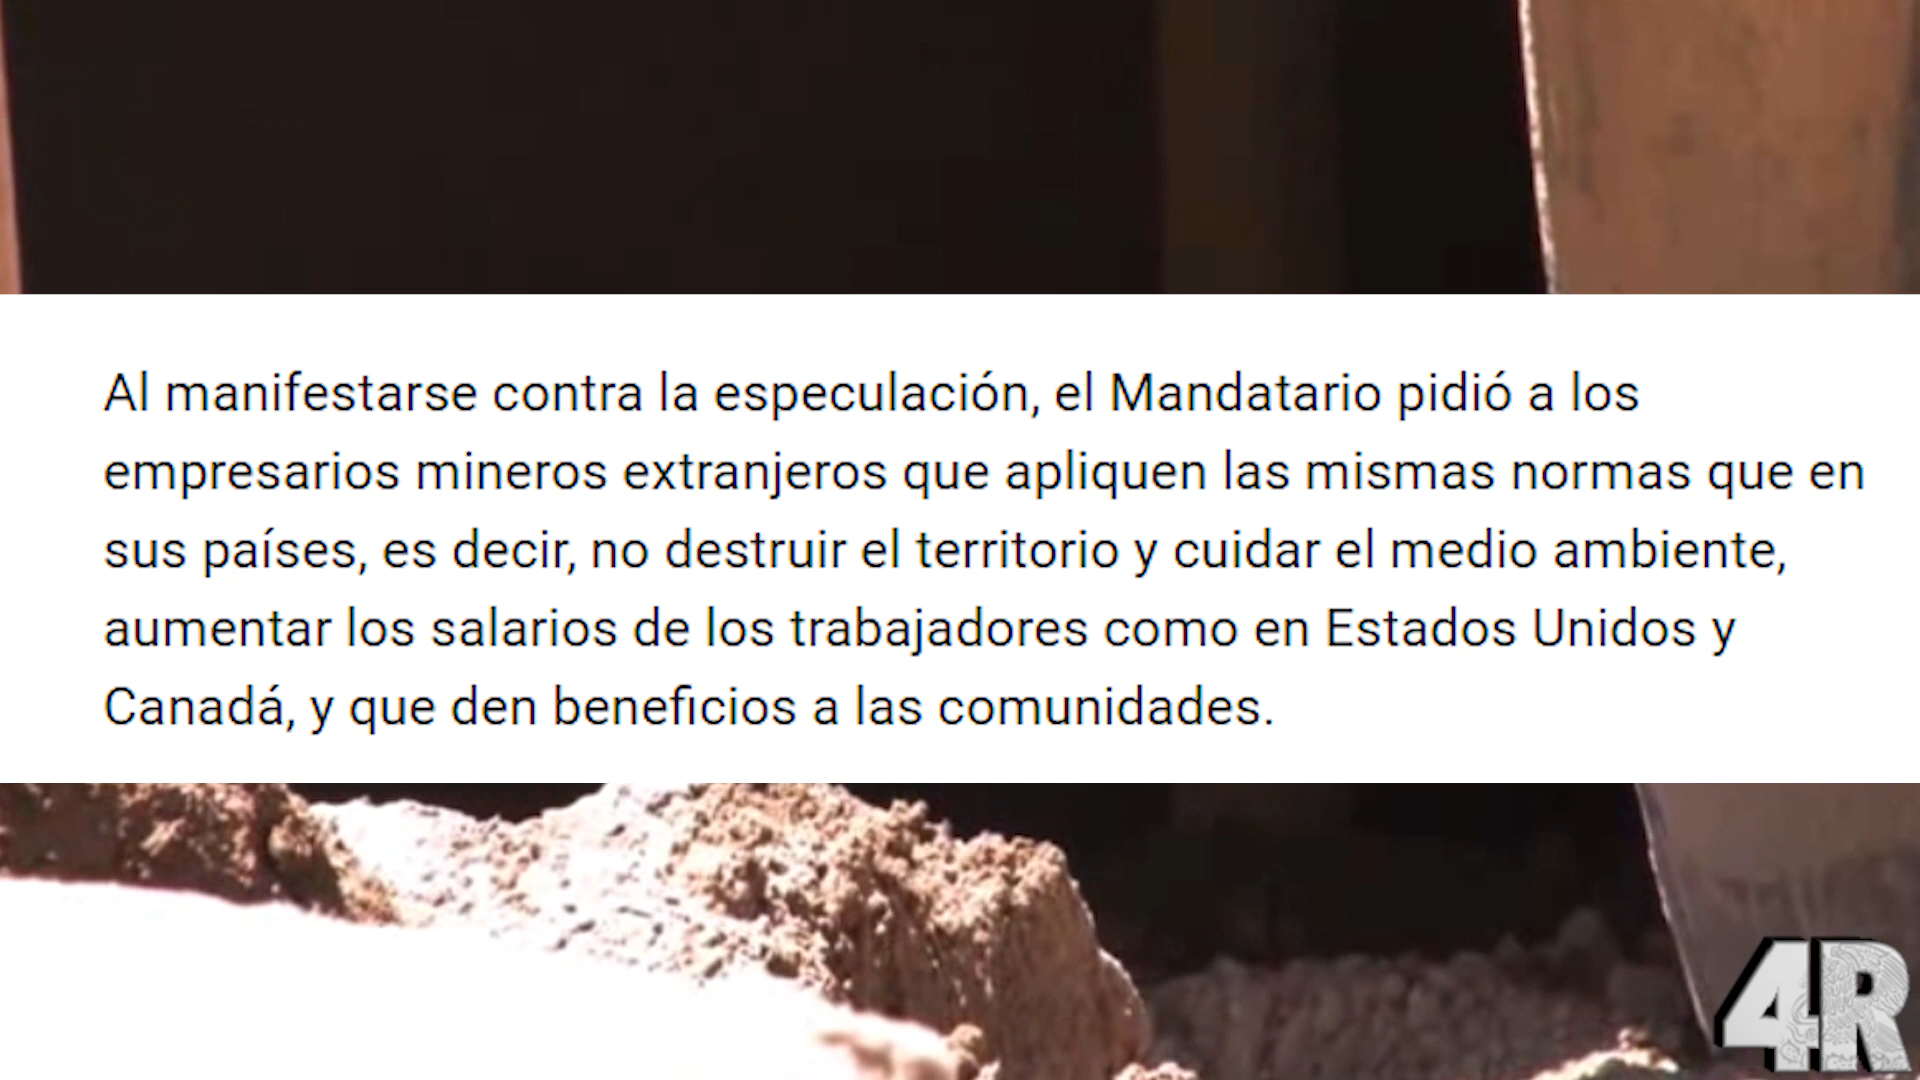 Al manifestarse contra la especulación, el Mandatario pidió a los
empresarios mineros extranjeros que apliquen las mismas normas que en
sus países, es decir, no destruir el territorio y cuidar el medio ambiente,
aumentar los salarios de los trabajadores como en Estados Unidos y
Canadá, y que den beneficios a las comunidades.
4R